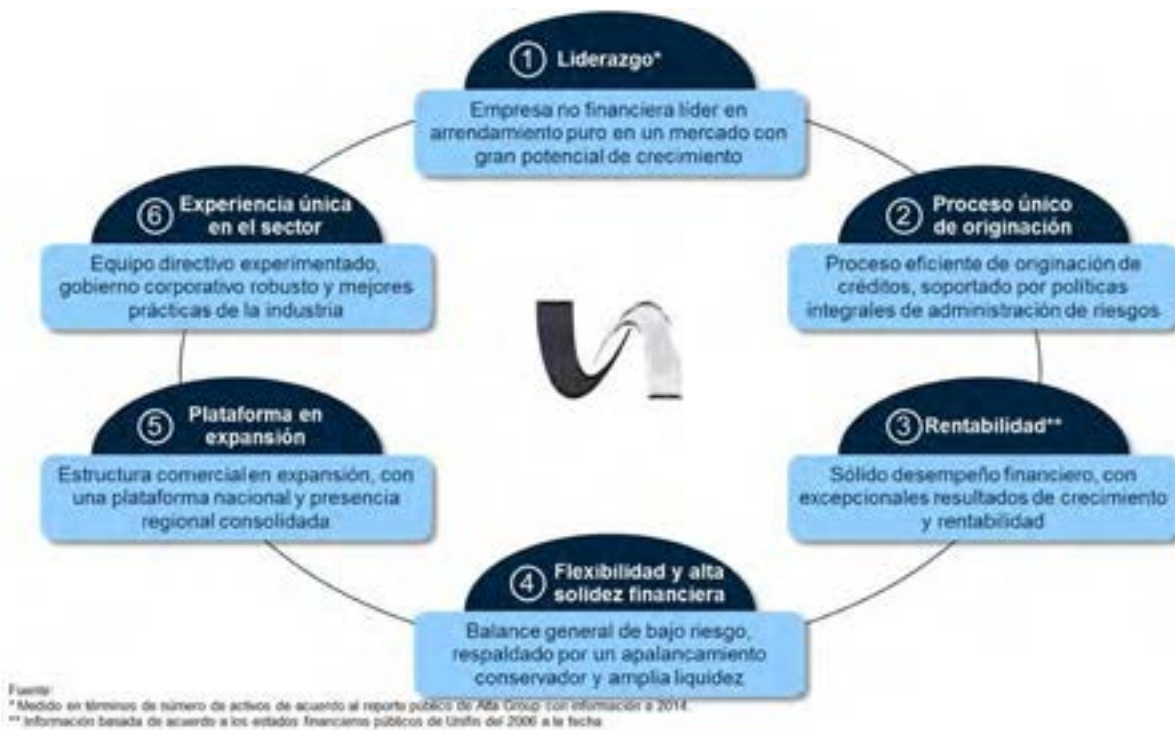 ① Liderazgo*
Empresa no financiera líder en
arrendamiento puro en un mercado con
gran potencial de crecimiento
② Proceso único
de originación
Proceso eficiente de originación de
créditos, soportado por políticas
integrales de administración de riesgos
③ Rentabilidad**
Sólido desempeño financiero, con
excepcionales resultados de crecimiento
y rentabilidad
④ Flexibilidad y alta
solidez financiera
Balance general de bajo riesgo,
respaldado por un apalancamiento
conservador y amplia liquidez
⑤ Plataforma en
expansión
Estructura comercial en expansión, con
una plataforma nacional y presencia
regional consolidada
⑥ Experiencia única
en el sector
Equipo directivo experimentado,
gobierno corporativo robusto y mejores
prácticas de la industria
Fuente:
* Medido en términos de número de activos de acuerdo al reporte público de Alta Group con información a 2014.
** Información basada de acuerdo a los estados financieros públicos de Unifin del 2006 a la fecha